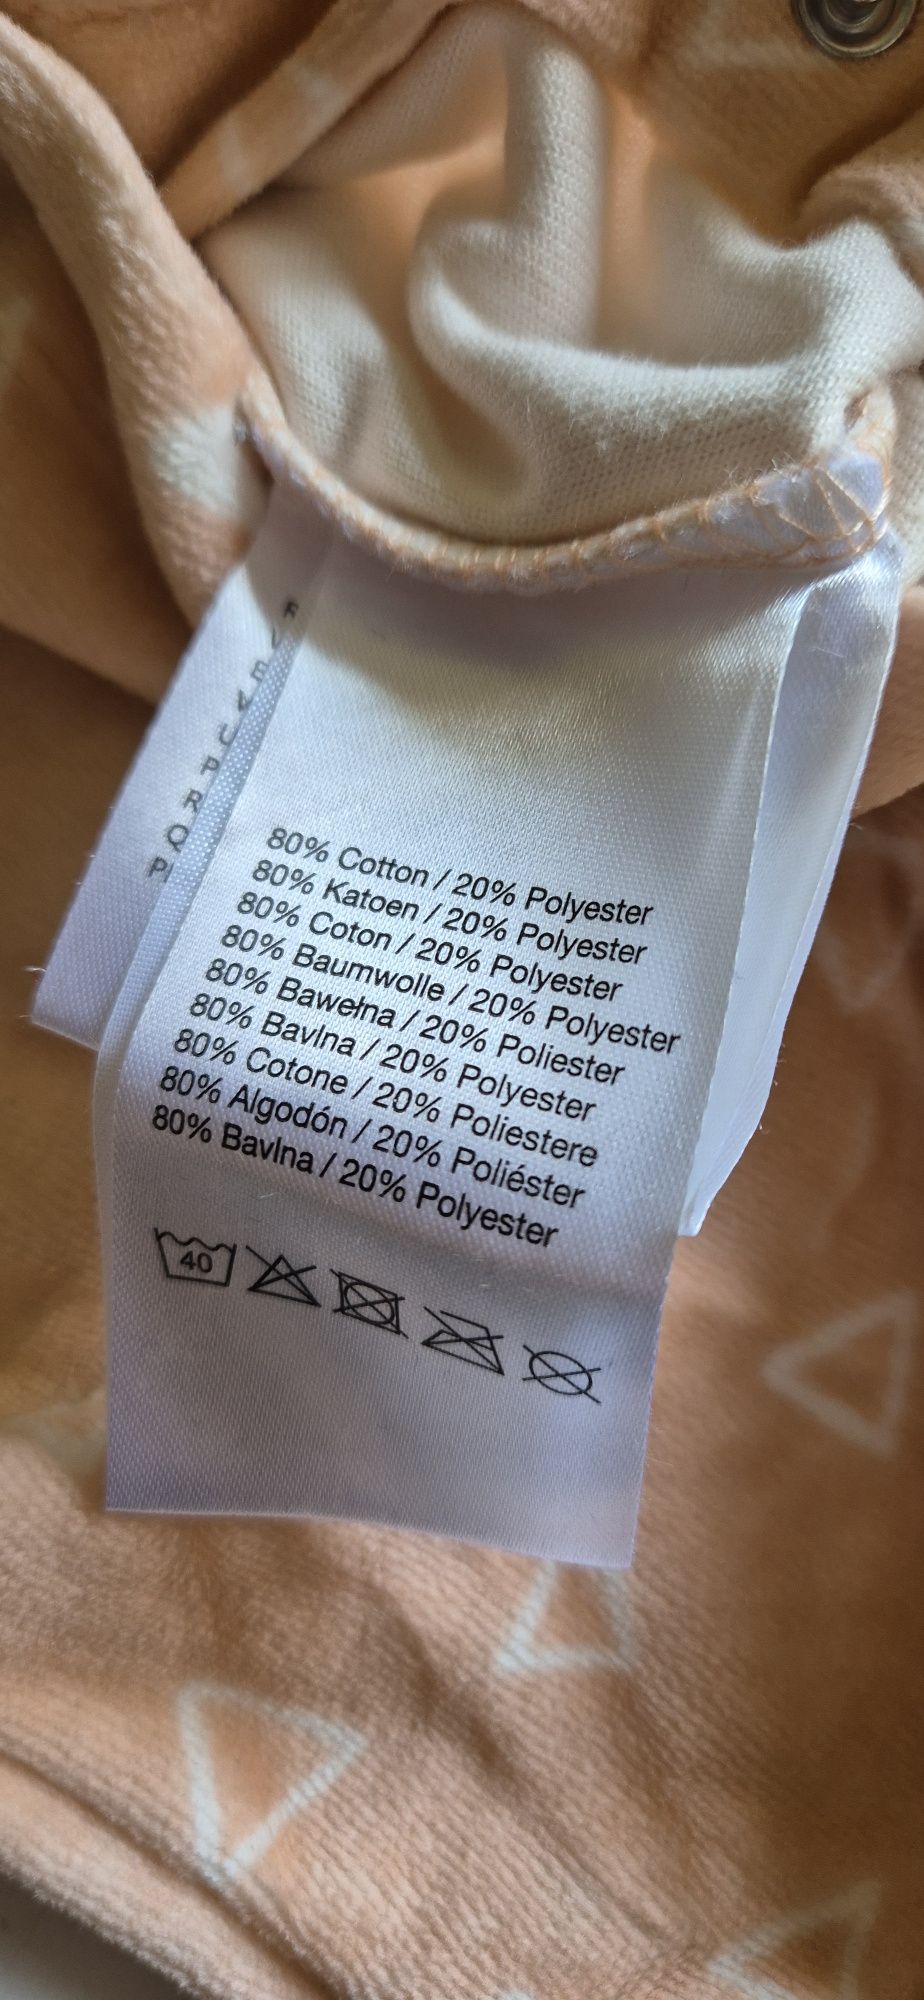 80% Cotton / 20% Polyester
80% Katoen / 20% Polyester
80% Coton / 20% Polyester
80% Baumwolle / 20% Polyester
80% Bawełna / 20% Poliester
80% Bavlna / 20% Polyester
80% Cotone / 20% Poliestere
80% Algodón / 20% Poliéster
80% Bavlna / 20% Polyester
40